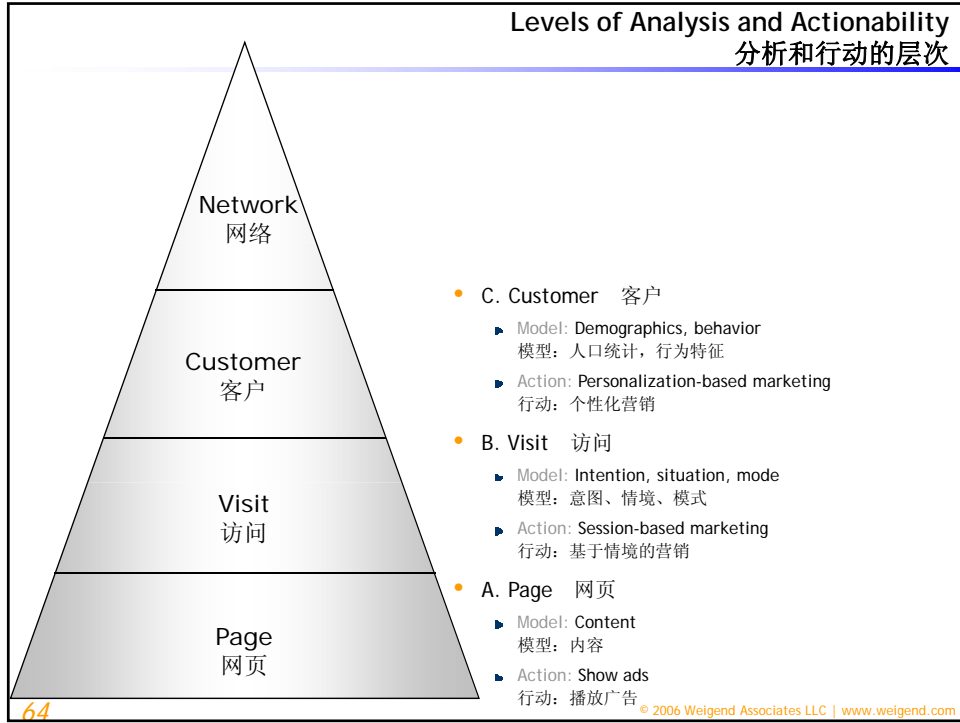 Levels of Analysis and Actionability
分析和行动的层次
Network
网络
Customer
客户
Visit
访问
Page
网页
• C. Customer 客户
Model: Demographics, behavior
模型：人口统计，行为特征
Action: Personalization-based marketing
行动：个性化营销
• B. Visit 访问
Model: Intention, situation, mode
模型：意图、情境、模式
Action: Session-based marketing
行动：基于情境的营销
• A. Page 网页
Model: Content
模型：内容
Action: Show ads
行动：播放广告
64
© 2006 Weigend Associates LLC | www.weigend.com